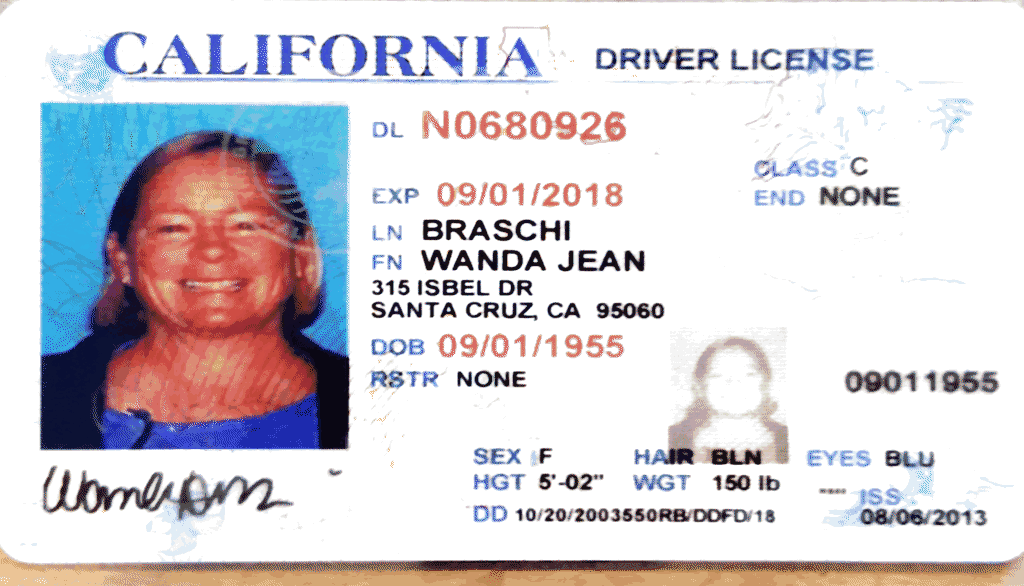 CALIFORNIA DRIVER LICENSE
DL N0680926
CLASS C
EXP 09/01/2018
END NONE
LN BRASCHI
FN WANDA JEAN
315 ISBEL DR
SANTA CRUZ, CA 95060
DOB 09/01/1955
RSTR NONE
09011955
SEX F HAIR BLN EYES BLU
HGT 5'-02" WGT 150 lb
ISS
DD 10/20/2003550RB/DDFD/18 08/06/2013